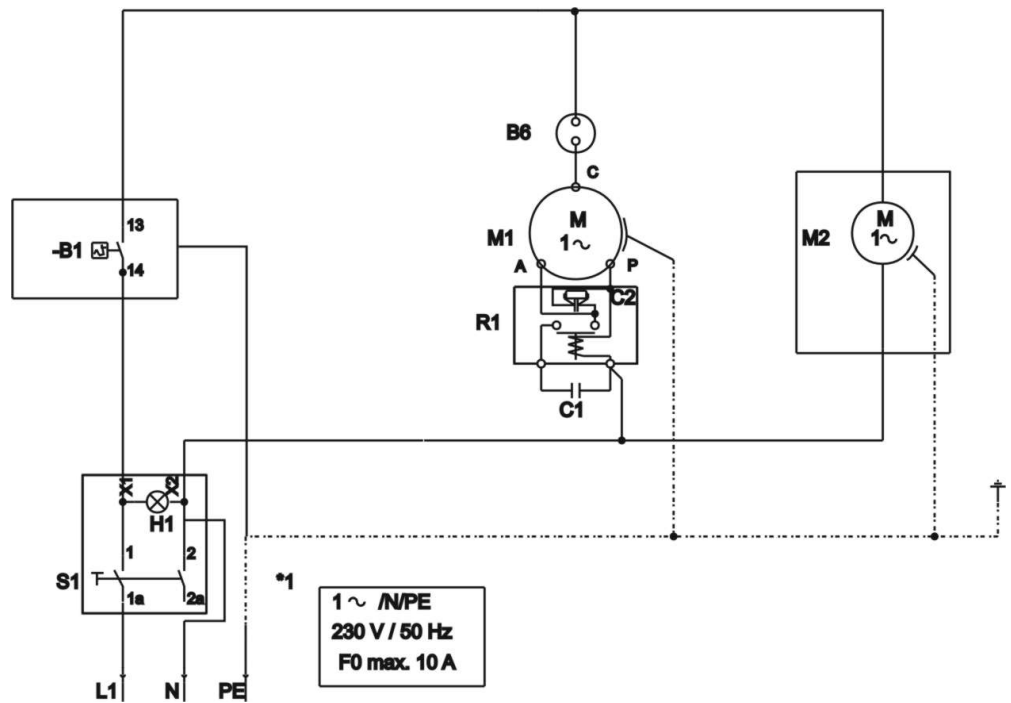 B6
C
13
-B1
14
M
1~
M1
A
P
M
1~
M2
C2
R1
C1
X1
X2
H1
1
2
S1
1a
2a
*1
1 ~ /N/PE
230 V / 50 Hz
F0 max. 10 A
L1
N
PE